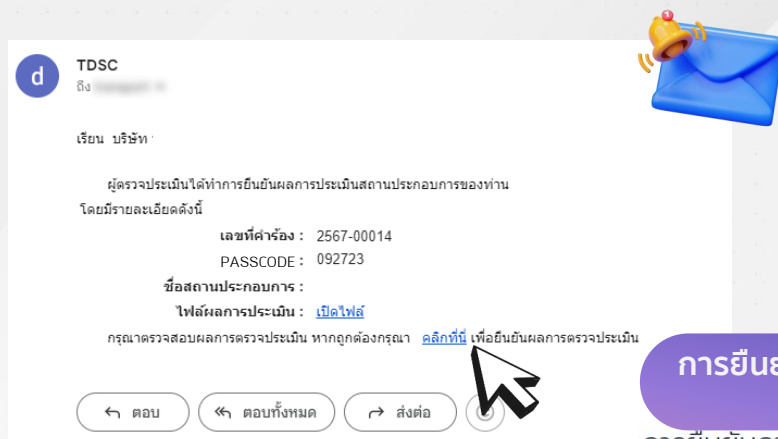 1
d
TDSC
ถึง
เรียน บริษัท
ผู้ตรวจประเมินได้ทำการยืนยันผลการประเมินสถานประกอบการของท่าน
โดยมีรายละเอียดดังนี้
เลขที่คำร้อง : 2567-00014
PASSCODE : 092723
ชื่อสถานประกอบการ :
ไฟล์ผลการประเมิน : เปิดไฟล์
กรุณาตรวจสอบผลการตรวจประเมิน หากถูกต้องกรุณา คลิกที่นี่ เพื่อยืนยันผลการตรวจประเมิน
ตอบ ตอบทั้งหมด ส่งต่อ